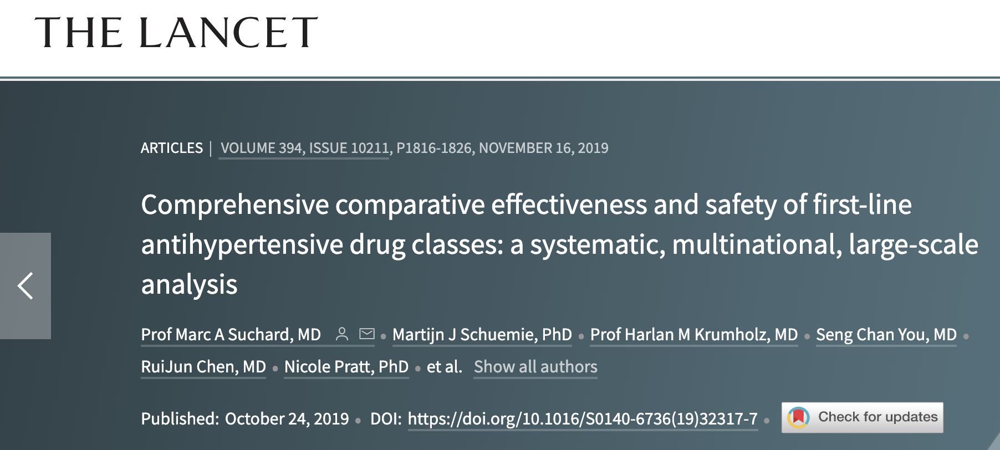 THE LANCET
ARTICLES | VOLUME 394, ISSUE 10211, P1816-1826, NOVEMBER 16, 2019
Comprehensive comparative effectiveness and safety of first-line
antihypertensive drug classes: a systematic, multinational, large-scale
analysis
Prof Marc A Suchard, MD • Martijn J Schuemie, PhD • Prof Harlan M Krumholz, MD • Seng Chan You, MD •
RuiJun Chen, MD • Nicole Pratt, PhD • et al. Show all authors
Published: October 24, 2019 • DOI: https://doi.org/10.1016/S0140-6736(19)32317-7 • Check for updates